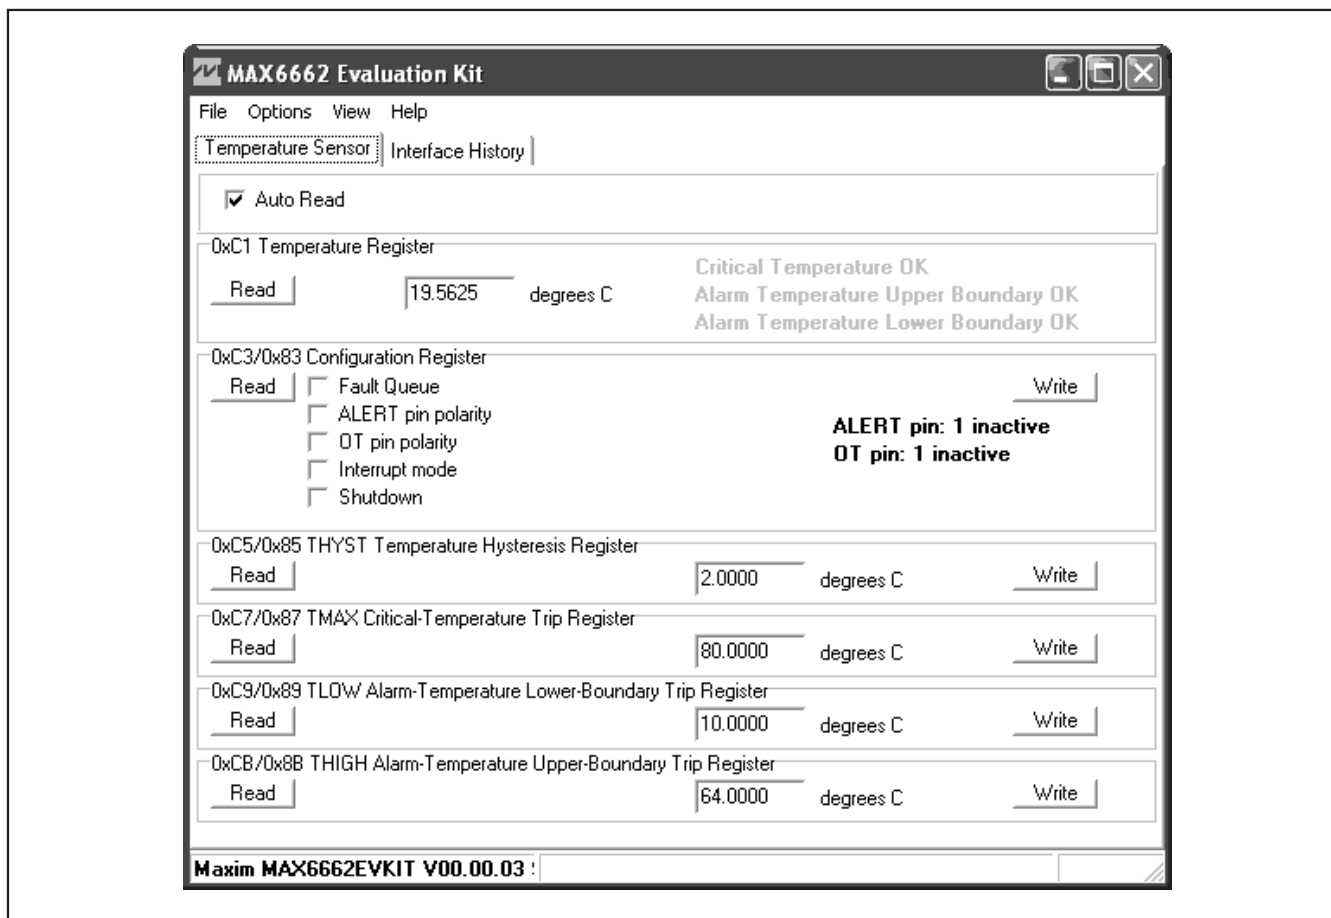 MAX6662 Evaluation Kit
File Options View Help
Temperature Sensor Interface History
Auto Read
0xC1 Temperature Register
Critical Temperature OK
Read 19.5625 degrees C Alarm Temperature Upper Boundary OK
Alarm Temperature Lower Boundary OK
0xC3/0x83 Configuration Register
Read Fault Queue Write
ALERT pin polarity
ALERT pin: 1 inactive
OT pin polarity
OT pin: 1 inactive
Interrupt mode
Shutdown
0xC5/0x85 THYST Temperature Hysteresis Register
Read 2.0000 degrees C Write
0xC7/0x87 TMAX Critical-Temperature Trip Register
Read 80.0000 degrees C Write
0xC9/0x89 TLOW Alarm-Temperature Lower-Boundary Trip Register
Read 10.0000 degrees C Write
0xCB/0x8B THIGH Alarm-Temperature Upper-Boundary Trip Register
Read 64.0000 degrees C Write
Maxim MAX6662EVKIT V00.00.03